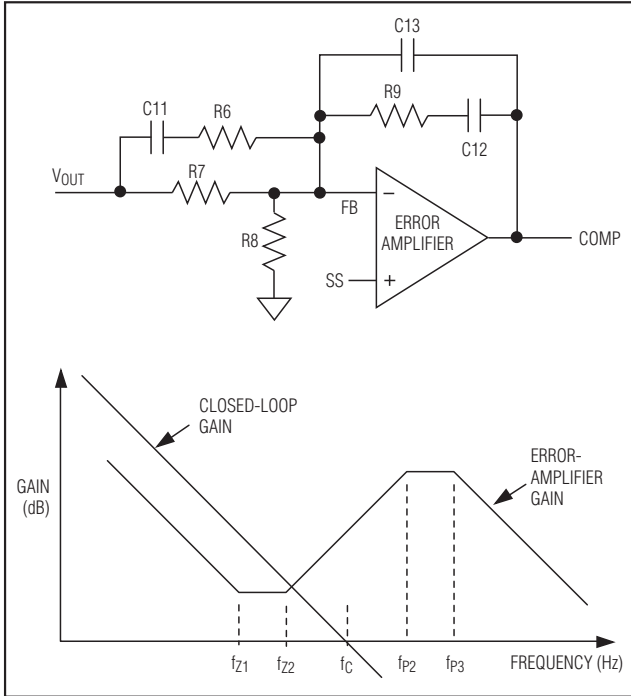 C13
R9
C11
R6
C12
VOUT
R7
FB
−
ERROR
AMPLIFIER
COMP
R8
SS
+
CLOSED-LOOP
GAIN
ERROR-
AMPLIFIER
GAIN
GAIN
(dB)
fZ1
fZ2
fC
fP2
fP3
FREQUENCY (Hz)